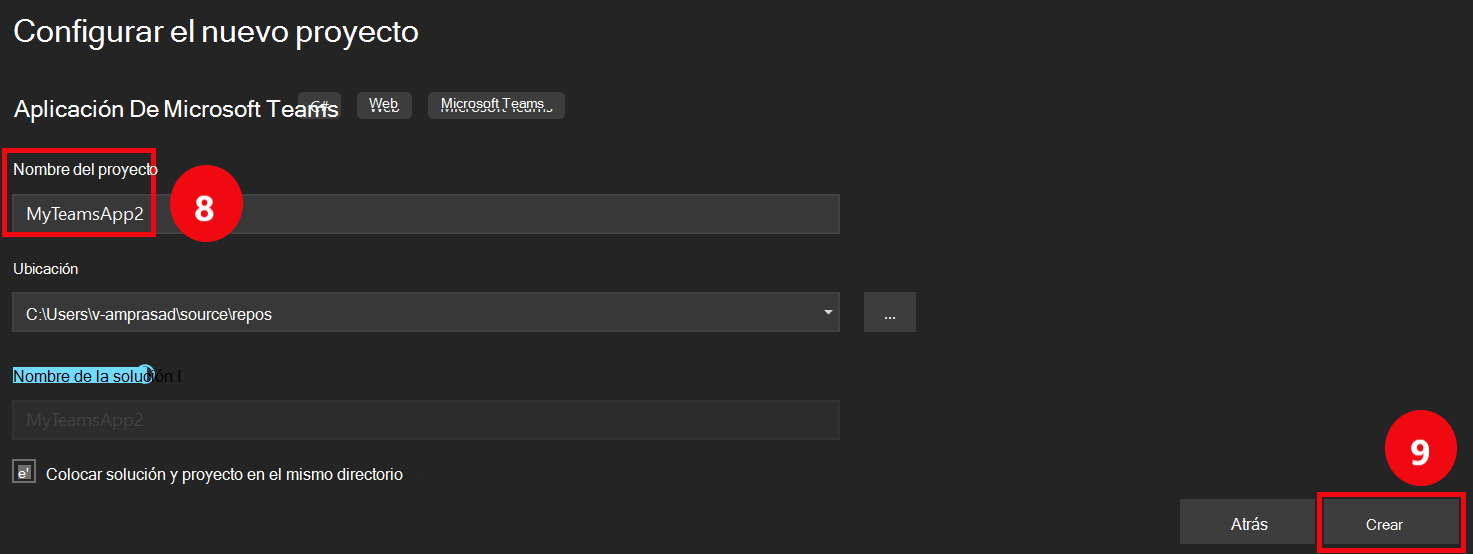 Configurar el nuevo proyecto
Aplicación De Microsoft Teams C# Web Microsoft Teams
Nombre del proyecto
MyTeamsApp2
8
Ubicación
C:\Users\v-amprasad\source\repos
...
Nombre de la solución I
MyTeamsApp2
e' Colocar solución y proyecto en el mismo directorio
9
Atrás Crear